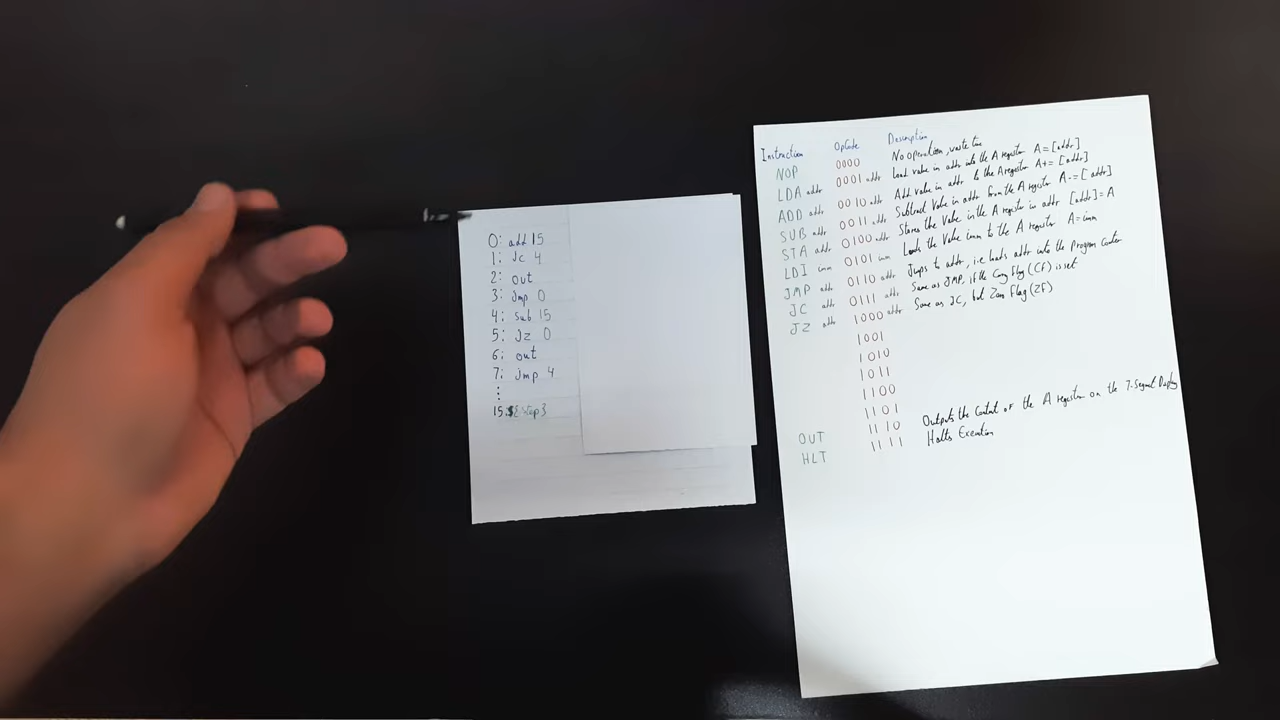 0: add 15
1: Jc 4
2: out
3: Jmp 0
4: sub 15
5: Jz 0
6: out
7: jmp 4
⋮
15: step
Instruction OpCode Description
NOP 0000 No operation, waste time
LDA addr 0001 addr Load value in addr into the A register A=[addr]
ADD addr 0010 addr Add value in addr to the A register A+=[addr]
SUB addr 0011 addr Subtract Value in addr from the A register A-=[addr]
STA addr 0100 addr Stores the Value in the A register in addr [addr]=A
LDI imm 0101 imm Loads the Value imm to the A register A=imm
JMP addr 0110 addr Jumps to addr, i.e loads addr into the Program Counter
JC addr 0111 addr Same as JMP, if the Carry Flag (CF) is set
JZ addr 1000 addr Same as JC, but Zero Flag (ZF)
1001
1010
1011
1100
1101
OUT 1110 Outputs the Content of the A register on the 7-Segment Display
HLT 1111 Halts Execution